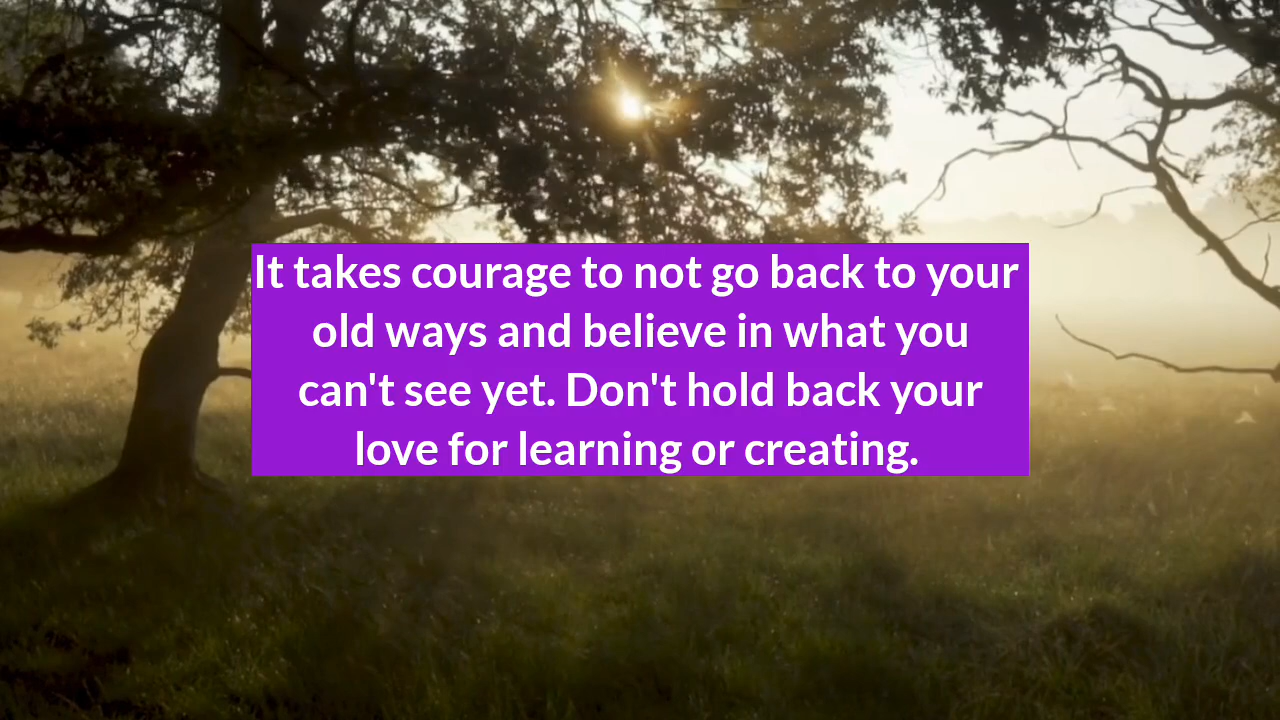 It takes courage to not go back to your
old ways and believe in what you
can't see yet. Don't hold back your
love for learning or creating.